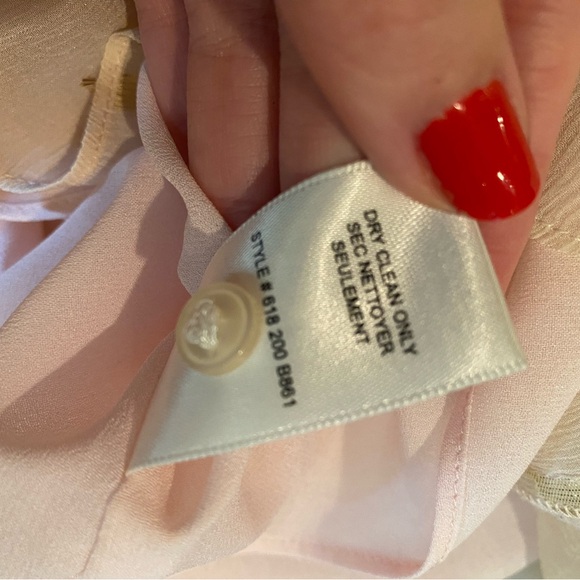 DRY CLEAN ONLY
SEC NETTOYER
SEULEMENT
STYLE # 618 200 B861